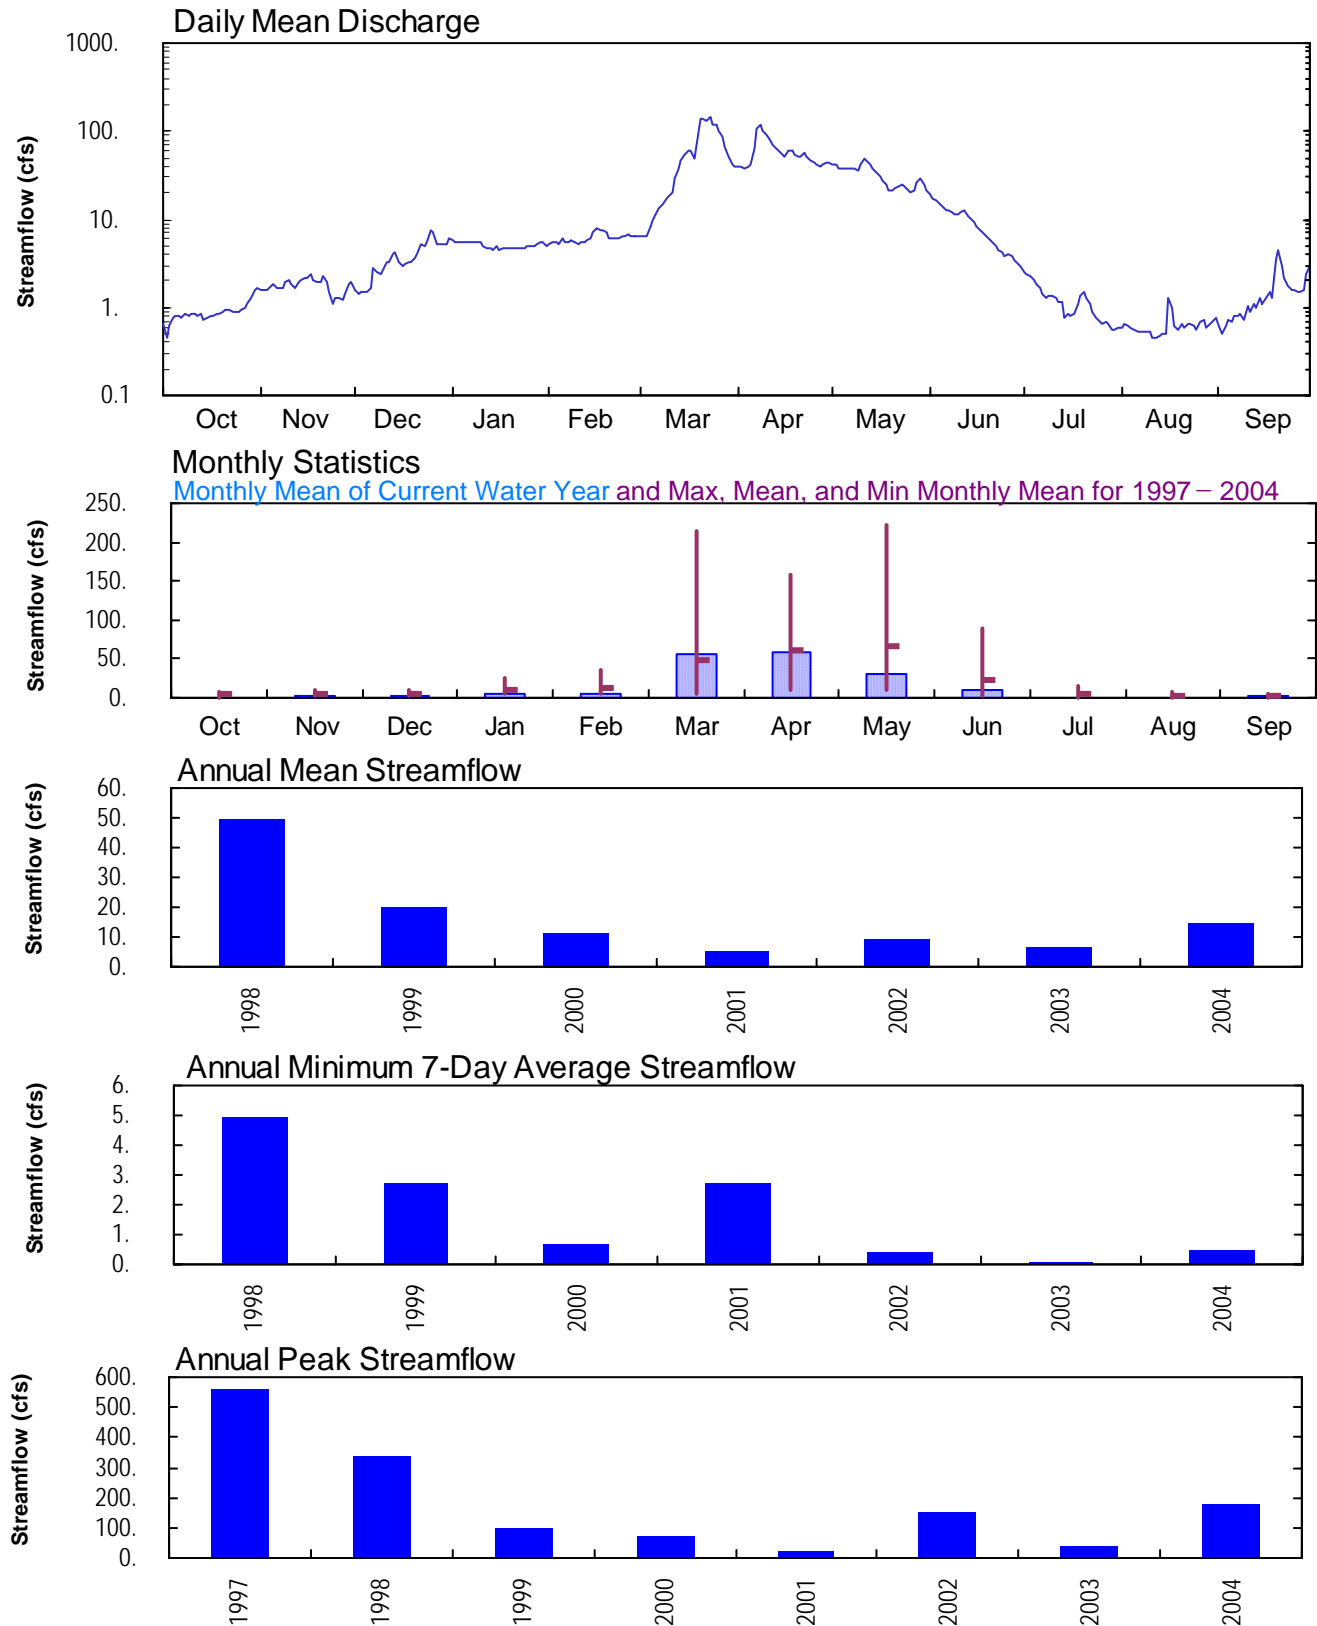 Daily Mean Discharge
1000.
100.
10.
1.
0.1
Streamflow (cfs)
Oct Nov Dec Jan Feb Mar Apr May Jun Jul Aug Sep
Monthly Statistics
Monthly Mean of Current Water Year and Max, Mean, and Min Monthly Mean for 1997 – 2004
250.
200.
150.
100.
50.
0.
Streamflow (cfs)
Oct Nov Dec Jan Feb Mar Apr May Jun Jul Aug Sep
Annual Mean Streamflow
60.
50.
40.
30.
20.
10.
0.
Streamflow (cfs)
1998 1999 2000 2001 2002 2003 2004
Annual Minimum 7-Day Average Streamflow
6.
5.
4.
3.
2.
1.
0.
Streamflow (cfs)
1998 1999 2000 2001 2002 2003 2004
Annual Peak Streamflow
600.
500.
400.
300.
200.
100.
0.
Streamflow (cfs)
1997 1998 1999 2000 2001 2002 2003 2004